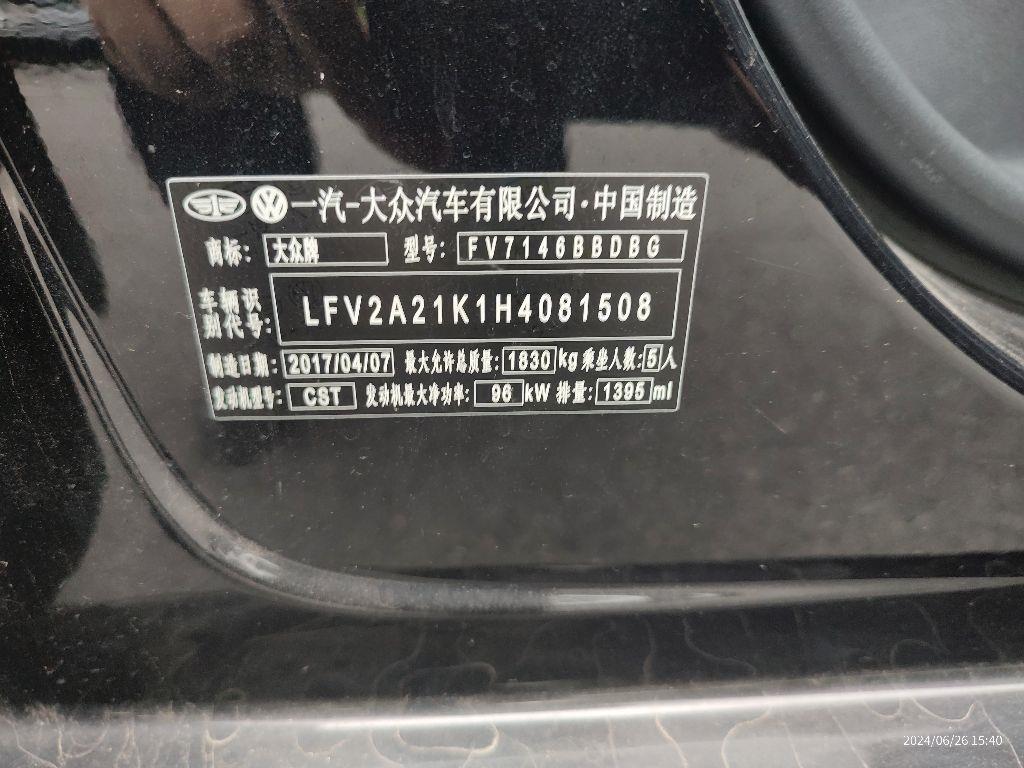 一汽-大众汽车有限公司·中国制造
商标: 大众牌 型号: FV7146BBDBG
车辆识
别代号: LFV2A21K1H4081508
制造日期: 2017/04/07 最大允许总质量: 1830 kg 乘坐人数: 5 人
发动机型号: CST 发动机最大净功率: 96 kW 排量: 1395 ml
2024/06/26 15:40